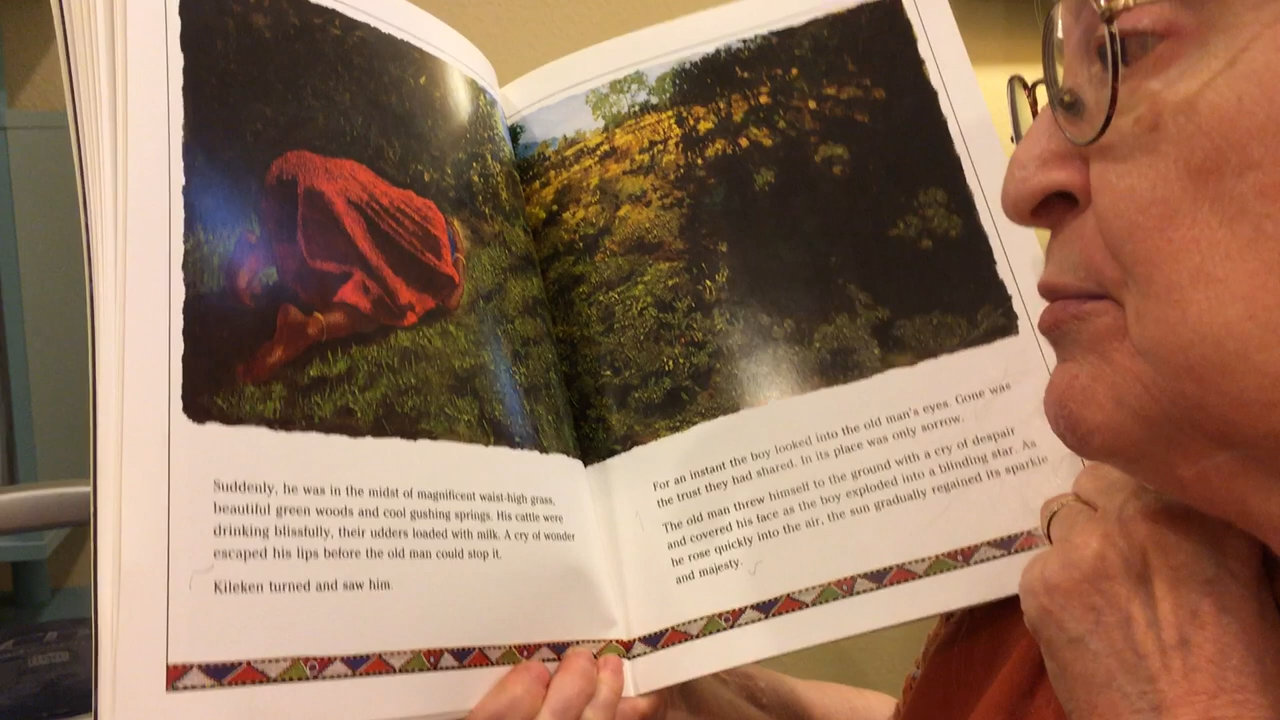 Suddenly, he was in the midst of magnificent waist-high grass,
beautiful green woods and cool gushing springs. His cattle were
drinking blissfully, their udders loaded with milk. A cry of wonder
escaped his lips before the old man could stop it.
Kileken turned and saw him.
For an instant the boy looked into the old man's eyes. Gone was
the trust they had shared. In its place was only sorrow.
The old man threw himself to the ground with a cry of despair
and covered his face as the boy exploded into a blinding star. As
he rose quickly into the air, the sun gradually regained its sparkle
and majesty.